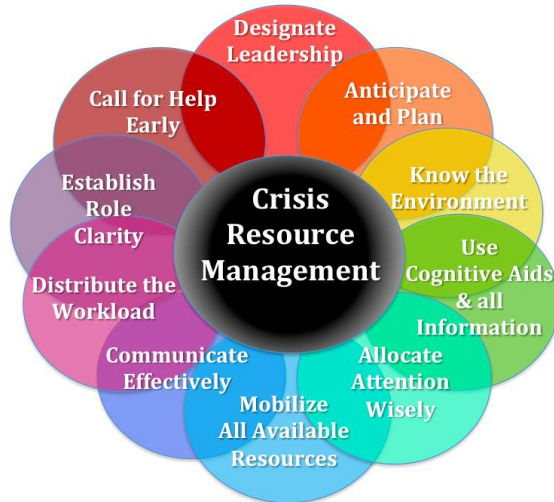 Designate
Leadership
Anticipate
and Plan
Know the
Environment
Use
Cognitive Aids
& all
Information
Allocate
Attention
Wisely
Mobilize
All Available
Resources
Communicate
Effectively
Distribute the
Workload
Establish
Role
Clarity
Call for Help
Early
Crisis
Resource
Management